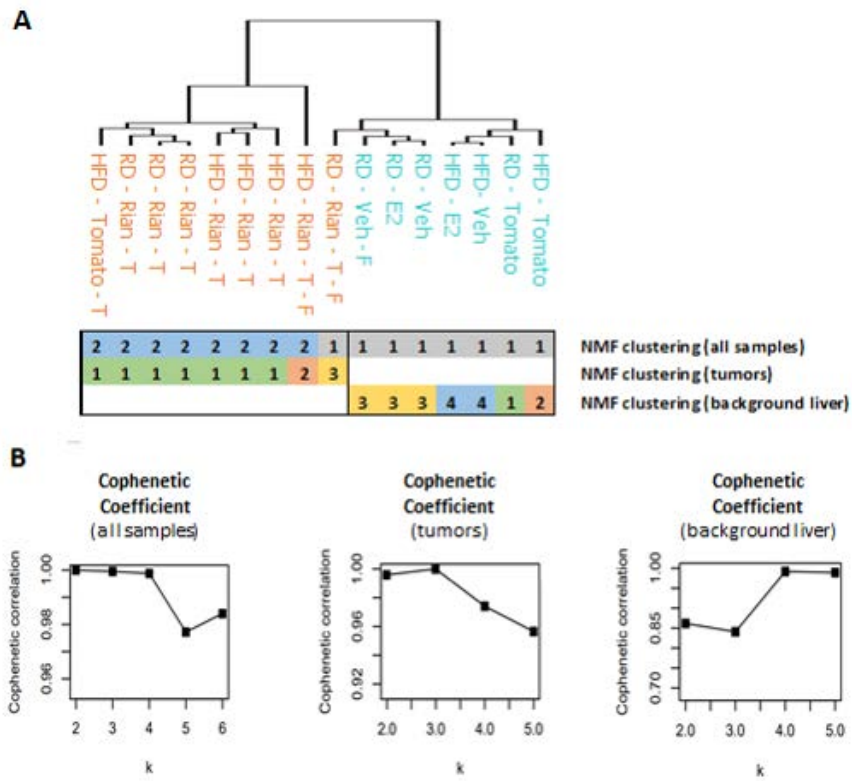 A
HFD - Tomato - T
RD - Rian - T
RD - Rian - T
RD - Rian - T
HFD - Rian - T
HFD - Rian - T
HFD - Rian - T
HFD - Rian - T - F
RD - Rian - T - F
RD - Veh - F
RD - E2
RD - Veh
HFD - E2
HFD- Veh
RD - Tomato
HFD - Tomato
2 2 2 2 2 2 2 2 1 1 1 1 1 1 1 1 NMF clustering (all samples)
1 1 1 1 1 1 1 2 3 NMF clustering (tumors)
3 3 3 4 4 1 2 NMF clustering (background liver)
B
Cophenetic
Coefficient
(all samples)
Cophenetic correlation
1.00
0.98
0.96
2 3 4 5 6
k
Cophenetic
Coefficient
(tumors)
Cophenetic correlation
1.00
0.96
0.92
2.0 3.0 4.0 5.0
k
Cophenetic
Coefficient
(background liver)
Cophenetic correlation
1.00
0.85
0.70
2.0 3.0 4.0 5.0
k